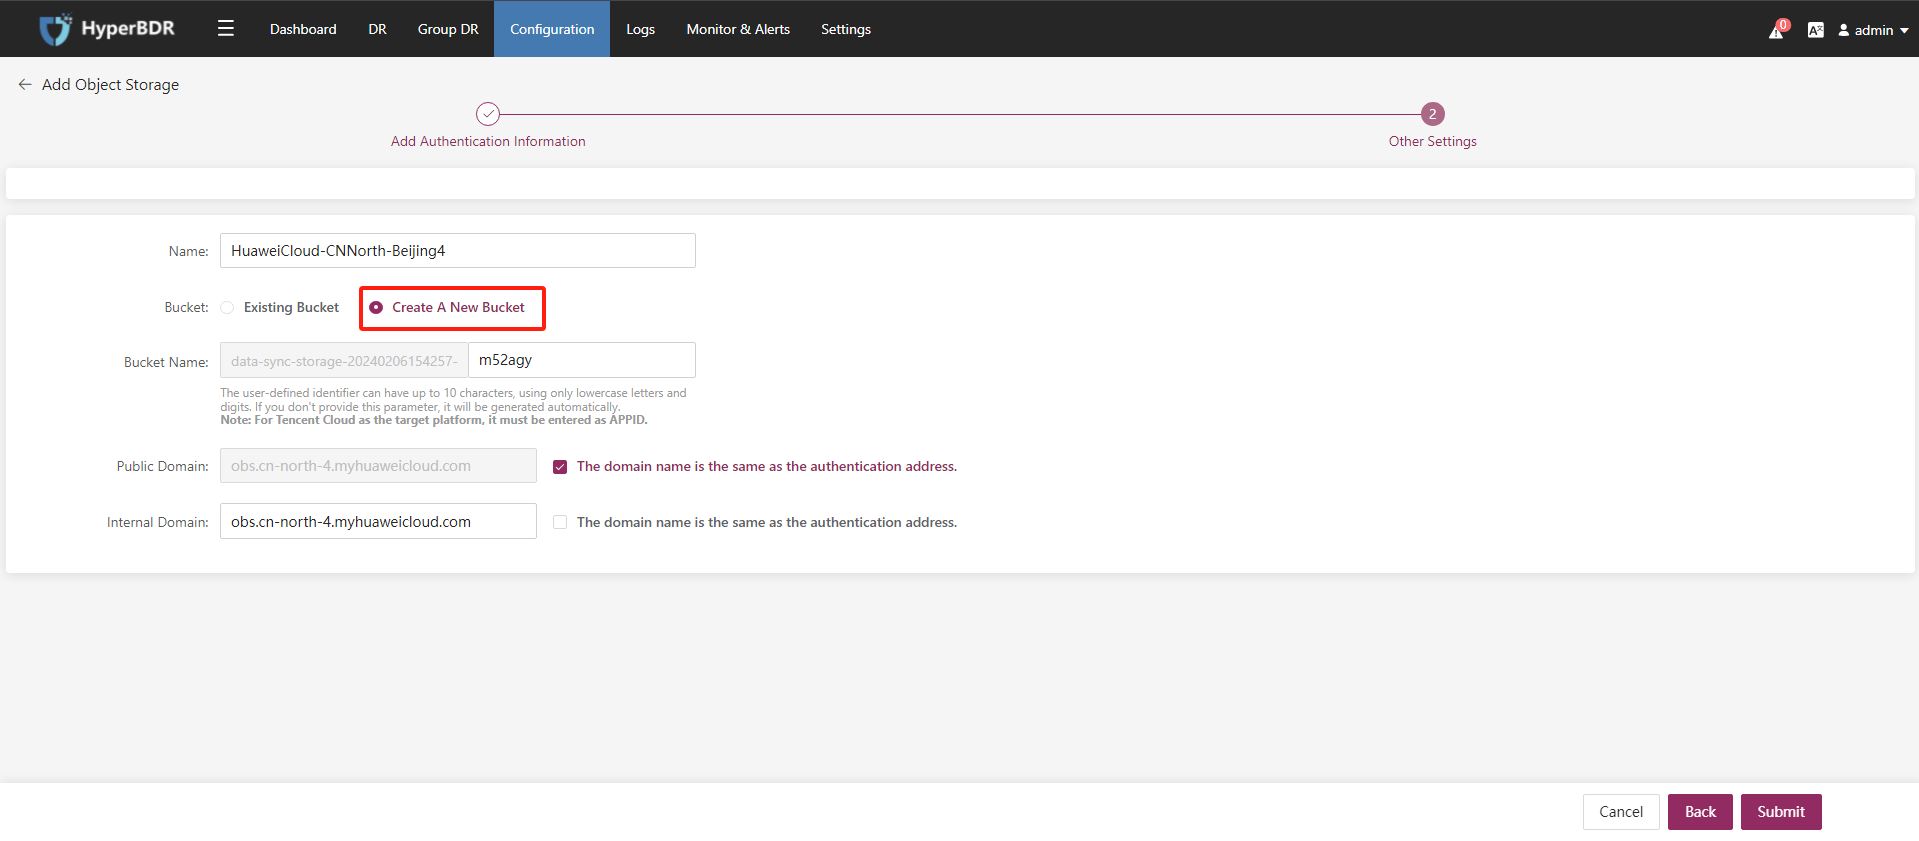 HyperBDR
Dashboard DR Group DR Configuration Logs Monitor & Alerts Settings 0 admin
Add Object Storage
2
Add Authentication Information Other Settings
Name: HuaweiCloud-CNNorth-Beijing4
Bucket: Existing Bucket Create A New Bucket
Bucket Name: data-sync-storage-20240206154257- m52agy
The user-defined identifier can have up to 10 characters, using only lowercase letters and
digits. If you don't provide this parameter, it will be generated automatically.
Note: For Tencent Cloud as the target platform, it must be entered as APPID.
Public Domain: obs.cn-north-4.myhuaweicloud.com The domain name is the same as the authentication address.
Internal Domain: obs.cn-north-4.myhuaweicloud.com The domain name is the same as the authentication address.
Cancel Back Submit